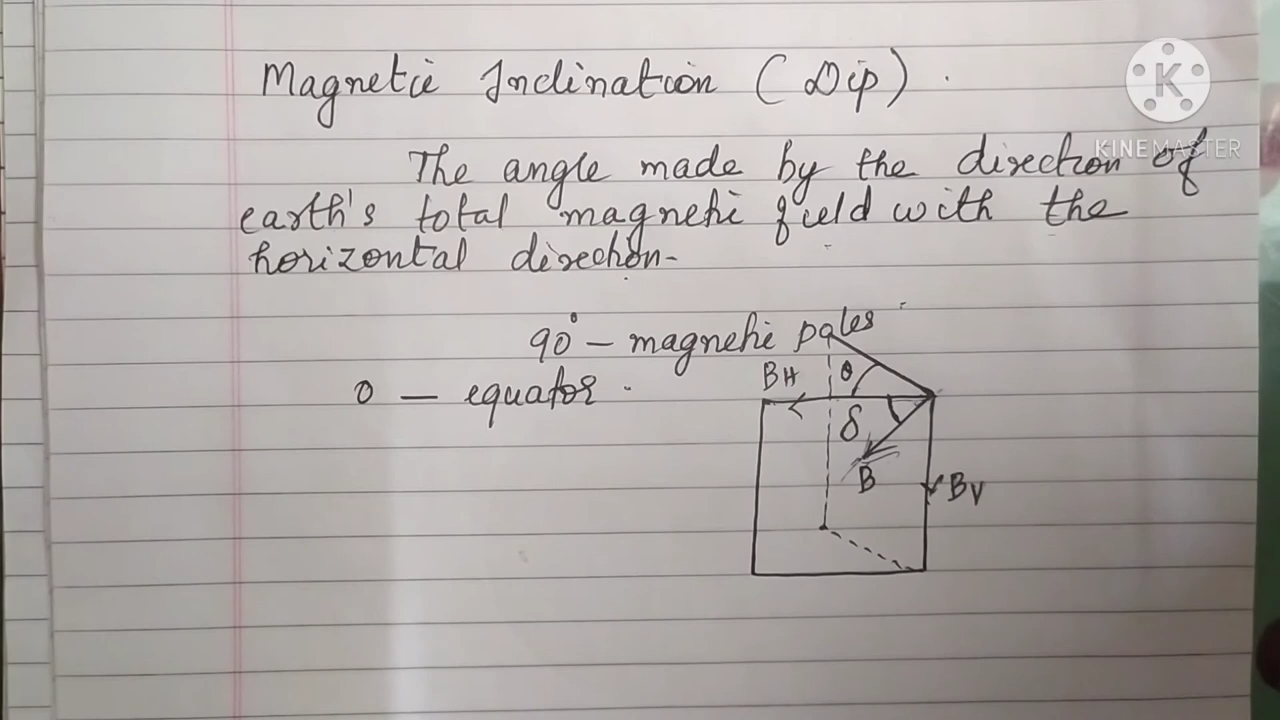 Magnetic Inclination (Dip).
KINEMASTER
The angle made by the direction of
earth's total magnetic field with the
horizontal direction.
90° – magnetic poles
0 — equator.
BH
θ
δ
B
BV